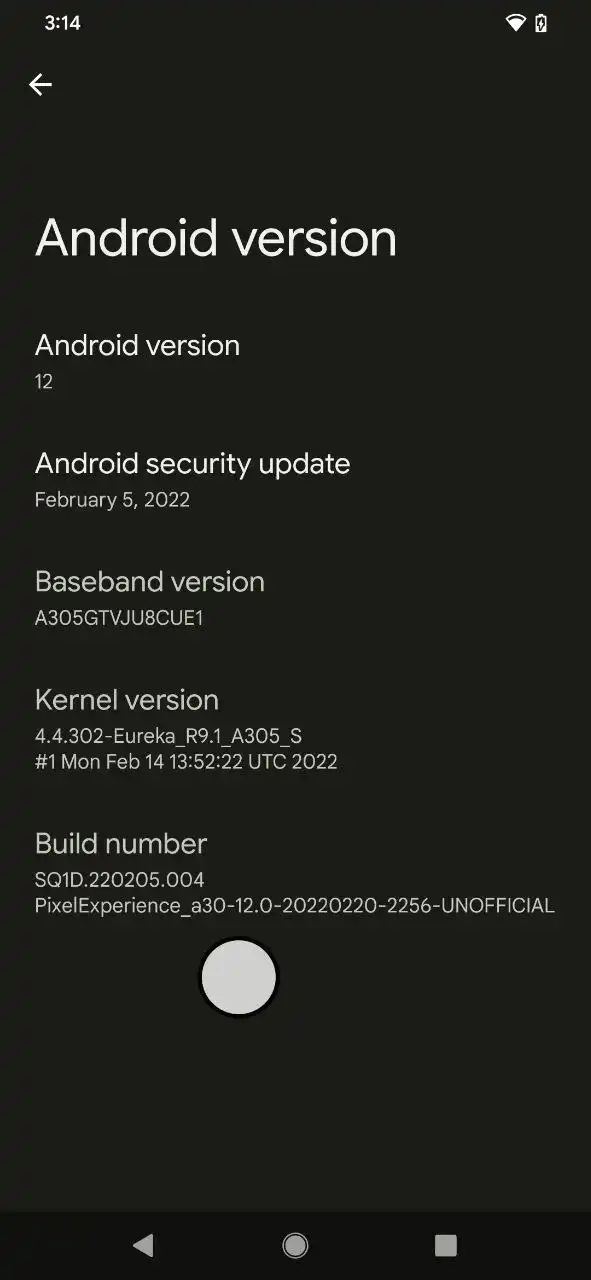 3:14
Android version
Android version
12
Android security update
February 5, 2022
Baseband version
A305GTVJU8CUE1
Kernel version
4.4.302-Eureka_R9.1_A305_S
#1 Mon Feb 14 13:52:22 UTC 2022
Build number
SQ1D.220205.004
PixelExperience_a30-12.0-20220220-2256-UNOFFICIAL